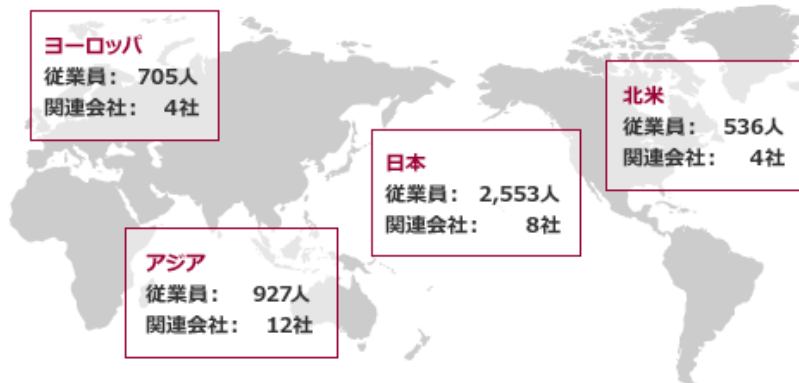 ヨーロッパ
従業員： 705人
関連会社： 4社
北米
従業員： 536人
関連会社： 4社
日本
従業員： 2,553人
関連会社： 8社
アジア
従業員： 927人
関連会社： 12社